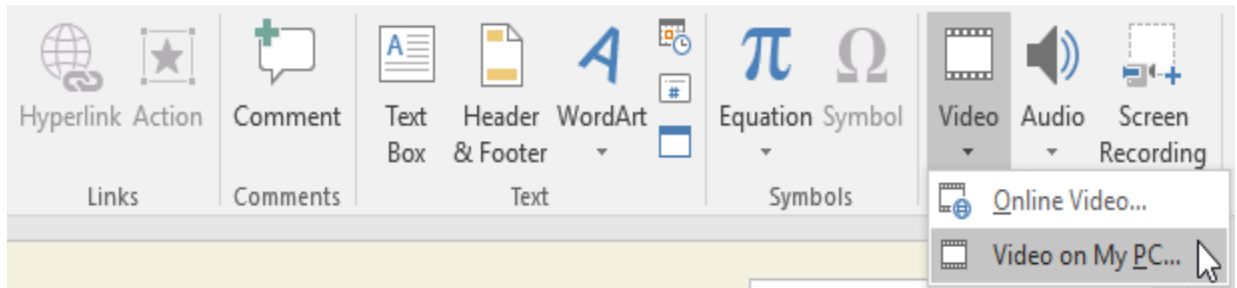 Hyperlink Action Comment Text Header WordArt Equation Symbol Video Audio Screen
Box & Footer Recording
Links Comments Text Symbols
Online Video...
Video on My PC...